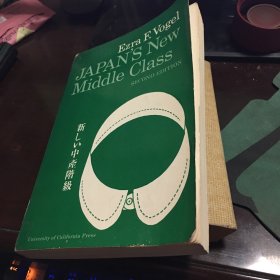 Ezra F. Vogel
JAPAN'S New
Middle Class
SECOND EDITION
新しい中産階級
University of California Press